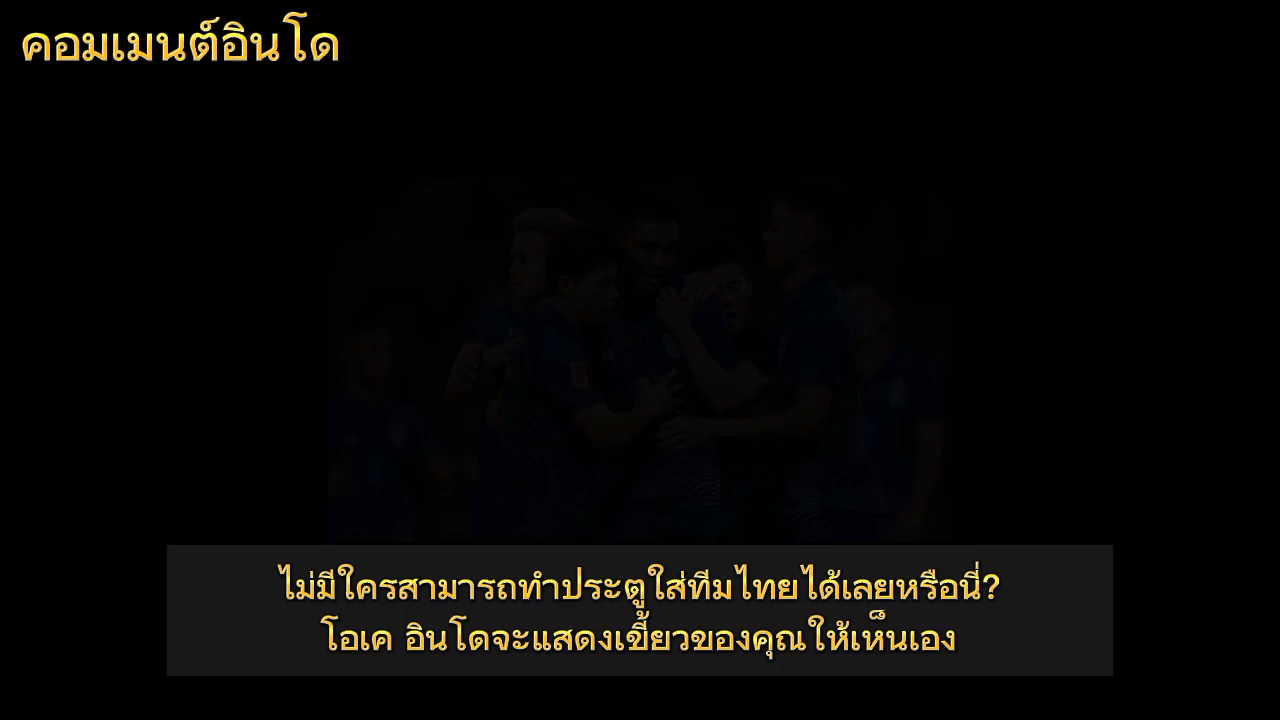 คอมเมนต์อินโด
ไม่มีใครสามารถทำประตูใส่ทีมไทยได้เลยหรือนี่?
โอเค อินโดจะแสดงเขี้ยวของคุณให้เห็นเอง